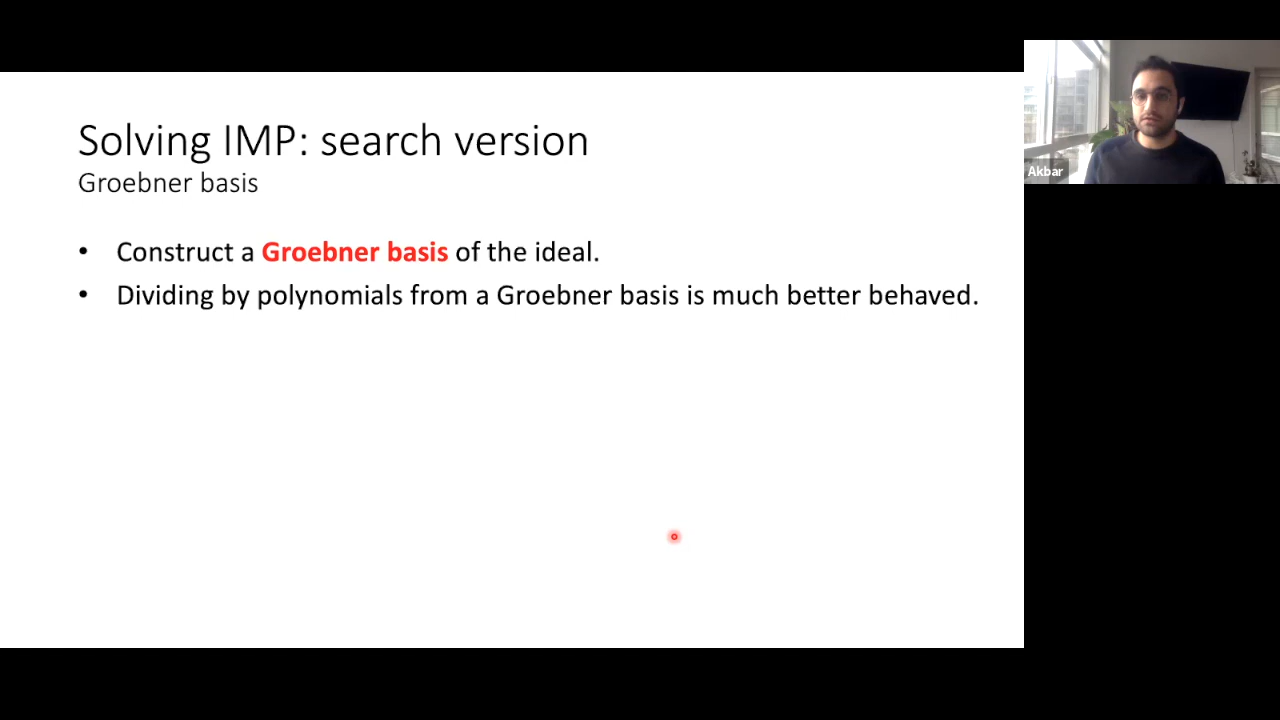 Solving IMP: search version
Groebner basis
• Construct a Groebner basis of the ideal.
• Dividing by polynomials from a Groebner basis is much better behaved.
Akbar